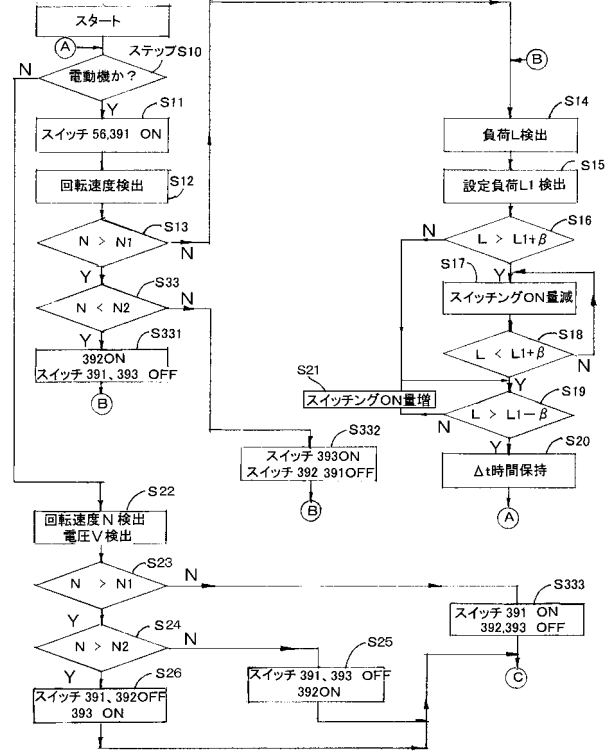 スタート
A
ステップS10
N
電動機か?
Y
S11
スイッチ 56,391 ON
回転速度検出
S12
S13
N > N1
N
Y
S33
N < N2
N
Y
S331
392ON
スイッチ 391、393 OFF
B
B
S14
負荷L検出
S15
設定負荷L1 検出
S16
L > L1+β
N
S17
Y
スイッチングON量減
S18
L < L1+β
N
S21
Y
S19
スイッチングON量増
L > L1-β
N
Y
S20
Δt時間保持
A
S332
スイッチ 393ON
スイッチ 392 391OFF
B
S22
回転速度N 検出
電圧V 検出
S23
N > N1
N
Y
S24
N > N2
N
Y
S26
スイッチ 391、392OFF
393 ON
S25
スイッチ 391、393 OFF
392ON
S333
スイッチ 391 ON
392,393 OFF
C